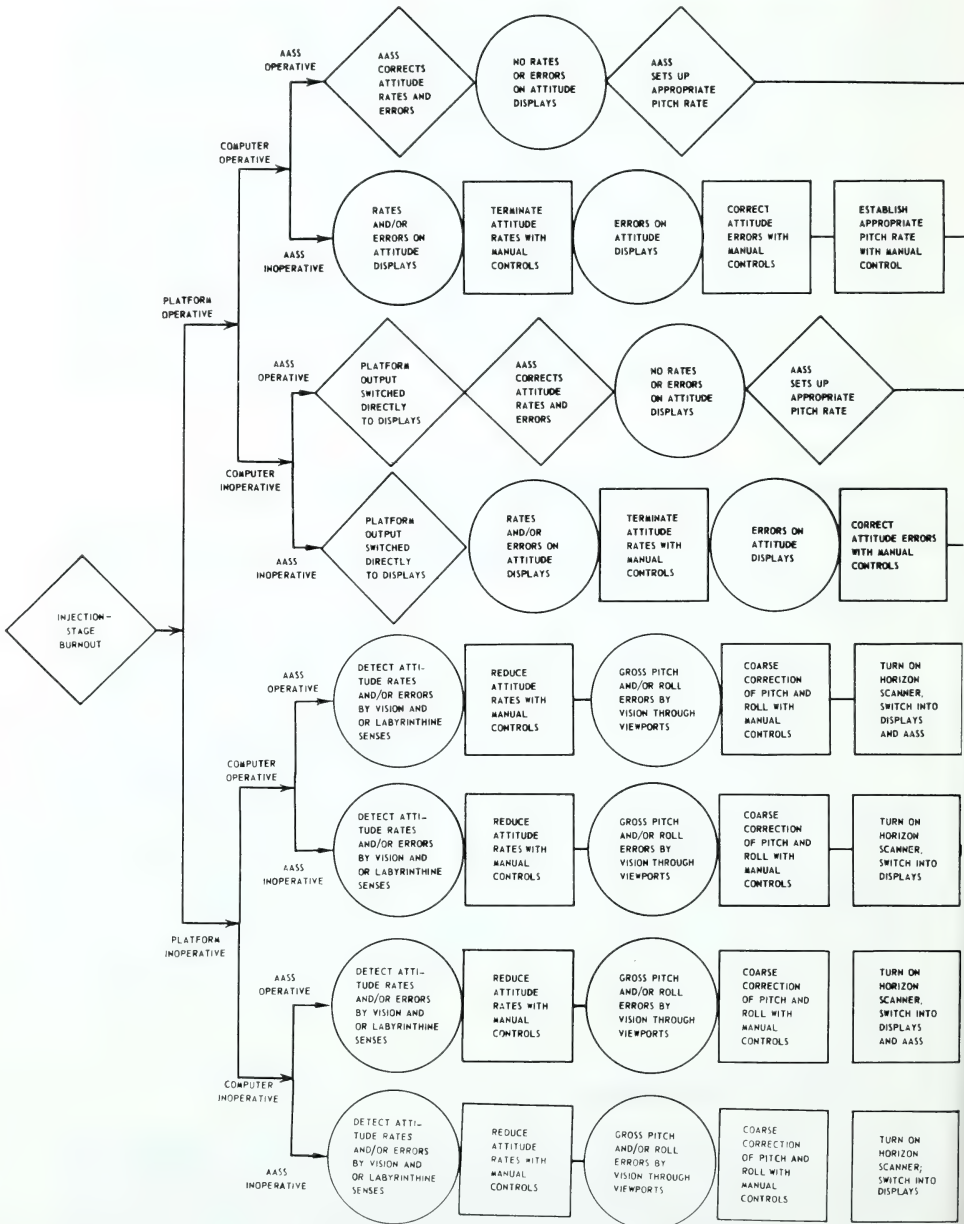 AASS
OPERATIVE
AASS
CORRECTS
ATTITUDE
RATES AND
ERRORS
NO RATES
OR ERRORS
ON ATTITUDE
DISPLAYS
AASS
SETS UP
APPROPRIATE
PITCH RATE
COMPUTER
OPERATIVE
RATES
AND/OR
ERRORS ON
ATTITUDE
DISPLAYS
TERMINATE
ATTITUDE
RATES WITH
MANUAL
CONTROLS
ERRORS ON
ATTITUDE
DISPLAYS
CORRECT
ATTITUDE
ERRORS WITH
MANUAL
CONTROLS
ESTABLISH
APPROPRIATE
PITCH RATE
WITH MANUAL
CONTROL
AASS
INOPERATIVE
PLATFORM
OPERATIVE
AASS
OPERATIVE
PLATFORM
OUTPUT
SWITCHED
DIRECTLY
TO DISPLAYS
AASS
CORRECTS
ATTITUDE
RATES AND
ERRORS
NO RATES
OR ERRORS
ON ATTITUDE
DISPLAYS
AASS
SETS UP
APPROPRIATE
PITCH RATE
COMPUTER
INOPERATIVE
AASS
INOPERATIVE
PLATFORM
OUTPUT
SWITCHED
DIRECTLY
TO DISPLAYS
RATES
AND/OR
ERRORS ON
ATTITUDE
DISPLAYS
TERMINATE
ATTITUDE
RATES WITH
MANUAL
CONTROLS
ERRORS ON
ATTITUDE
DISPLAYS
CORRECT
ATTITUDE ERRORS
WITH MANUAL
CONTROLS
INJECTION-
STAGE
BURNOUT
AASS
OPERATIVE
DETECT ATTI-
TUDE RATES
AND/OR ERRORS
BY VISION AND
OR LABYRINTHINE
SENSES
REDUCE
ATTITUDE
RATES WITH
MANUAL
CONTROLS
GROSS PITCH
AND/OR ROLL
ERRORS BY
VISION THROUGH
VIEWPORTS
COARSE
CORRECTION
OF PITCH AND
ROLL WITH
MANUAL
CONTROLS
TURN ON
HORIZON
SCANNER,
SWITCH INTO
DISPLAYS
AND AASS
COMPUTER
OPERATIVE
AASS
INOPERATIVE
DETECT ATTI-
TUDE RATES
AND/OR ERRORS
BY VISION AND
OR LABYRINTHINE
SENSES
REDUCE
ATTITUDE
RATES WITH
MANUAL
CONTROLS
GROSS PITCH
AND/OR ROLL
ERRORS BY
VISION THROUGH
VIEWPORTS
COARSE
CORRECTION
OF PITCH AND
ROLL WITH
MANUAL
CONTROLS
TURN ON
HORIZON
SCANNER,
SWITCH INTO
DISPLAYS
PLATFORM
INOPERATIVE
AASS
OPERATIVE
DETECT ATTI-
TUDE RATES
AND/OR ERRORS
BY VISION AND
OR LABYRINTHINE
SENSES
REDUCE
ATTITUDE
RATES WITH
MANUAL
CONTROLS
GROSS PITCH
AND/OR ROLL
ERRORS BY
VISION THROUGH
VIEWPORTS
COARSE
CORRECTION
OF PITCH AND
ROLL WITH
MANUAL
CONTROLS
TURN ON
HORIZON
SCANNER,
SWITCH INTO
DISPLAYS
AND AASS
COMPUTER
INOPERATIVE
AASS
INOPERATIVE
DETECT ATTI-
TUDE RATES
AND/OR ERRORS
BY VISION AND
OR LABYRINTHINE
SENSES
REDUCE
ATTITUDE
RATES WITH
MANUAL
CONTROLS
GROSS PITCH
AND/OR ROLL
ERRORS BY
VISION THROUGH
VIEWPORTS
COARSE
CORRECTION
OF PITCH AND
ROLL WITH
MANUAL
CONTROLS
TURN ON
HORIZON
SCANNER;
SWITCH INTO
DISPLAYS